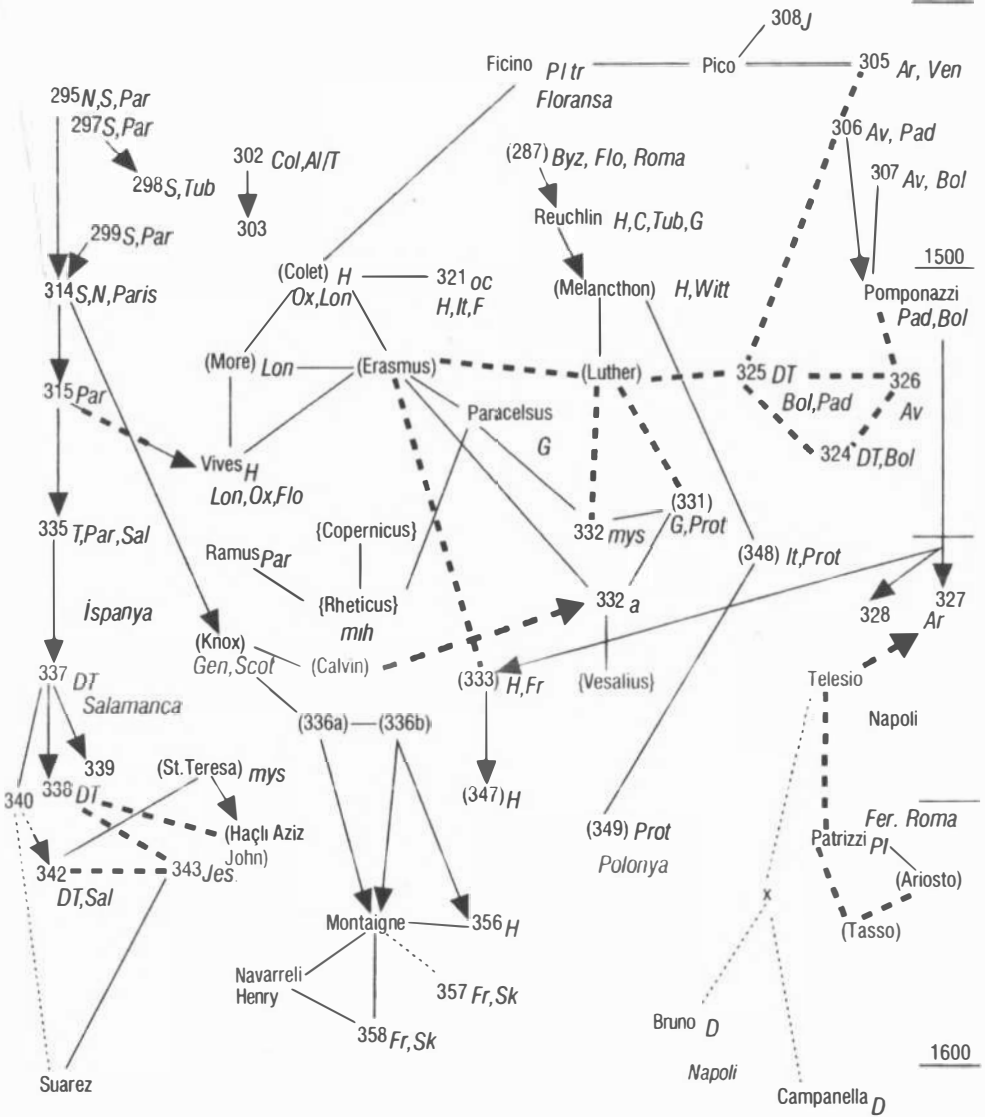 308 J
Ficino Pl tr
Floransa
Pico
305 Ar, Ven
295 N,S,Par
297 S,Par
298 S,Tub
302 Col,Al/T
303
(287) Byz, Flo, Roma
306 Av, Pad
307 Av, Bol
299 S,Par
Reuchlin H,C,Tub,G
1500
314 S,N,Paris
(Colet) H
Ox,Lon
321 oc
H,It,F
(Melancthon) H,Witt
Pomponazzi
Pad,Bol
315 Par
(More) Lon
(Erasmus)
(Luther)
325 DT
Bol,Pad
326
Av
Paracelsus
G
324 DT,Bol
Vives H
Lon,Ox,Flo
335 T,Par,Sal
{Copernicus}
Ramus Par
{Rheticus}
mıh
332 mys
(331)
G,Prot
(348) It,Prot
332 a
328
327
Ar
İspanya
(Knox)
Gen,Scot
(Calvin)
337 DT
Salamanca
(333) H,Fr
{Vesalius}
Telesio
Napoli
(336a)
(336b)
339
338 DT
340
(St.Teresa) mys
(Haçlı Aziz
John)
(347) H
(349) Prot
Polonya
Fer. Roma
Patrizzi Pl
(Ariosto)
342
DT,Sal
343 Jes
(Tasso)
x
Montaigne
356 H
Navarreli
Henry
357 Fr,Sk
358 Fr,Sk
Bruno D
Napoli
1600
Suarez
Campanella D